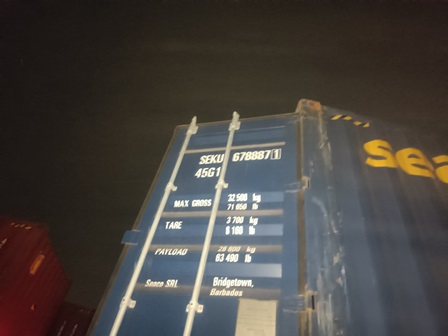 SEKU 678887 1
45G1
MAX GROSS 32 500 kg
71 650 lb
TARE 3 700 kg
8 160 lb
PAYLOAD 28 800 kg
63 490 lb
Seaco SRL Bridgetown,
Barbados
sea